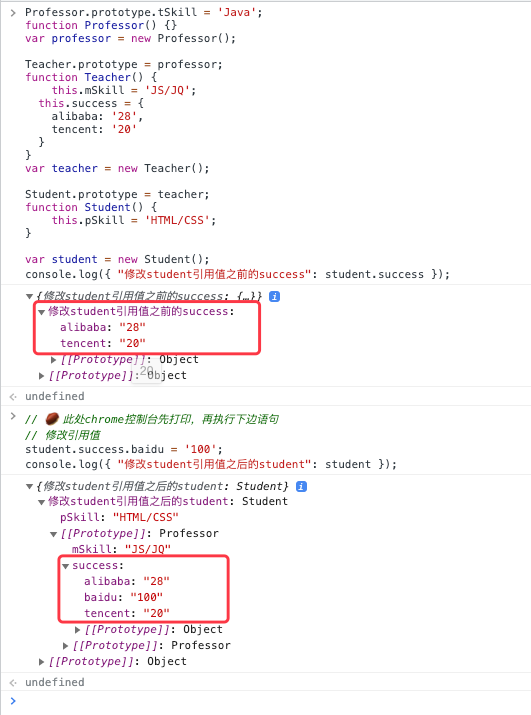 Professor.prototype.tSkill = 'Java';
function Professor() {}
var professor = new Professor();
Teacher.prototype = professor;
function Teacher() {
this.mSkill = 'JS/JQ';
this.success = {
alibaba: '28',
tencent: '20'
}
}
var teacher = new Teacher();
Student.prototype = teacher;
function Student() {
this.pSkill = 'HTML/CSS';
}
var student = new Student();
console.log({ "修改student引用值之前的success": student.success });
{修改student引用值之前的success: {…}}
修改student引用值之前的success:
alibaba: "28"
tencent: "20"
[[Prototype]]: Object
[[Prototype]]: Object
20
undefined
// 🏉 此处chrome控制台先打印，再执行下边语句
// 修改引用值
student.success.baidu = '100';
console.log({ "修改student引用值之后的student": student });
{修改student引用值之后的student: Student}
修改student引用值之后的student: Student
pSkill: "HTML/CSS"
[[Prototype]]: Professor
mSkill: "JS/JQ"
success:
alibaba: "28"
baidu: "100"
tencent: "20"
[[Prototype]]: Object
[[Prototype]]: Professor
[[Prototype]]: Object
undefined